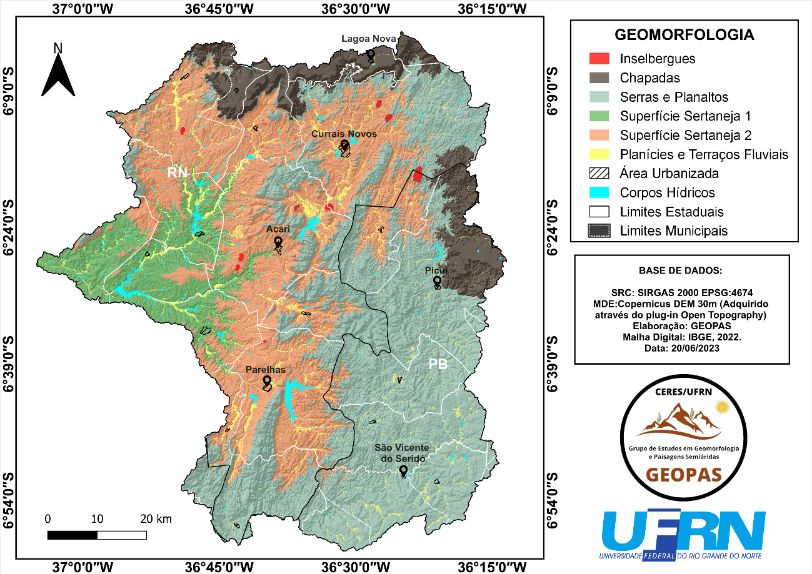 37°0'0"W 36°45'0"W 36°30'0"W 36°15'0"W
N
Lagoa Nova
6°9'0"S
6°9'0"S
Currais Novos
RN
6°24'0"S
6°24'0"S
Acari
Picuí
6°39'0"S
6°39'0"S
PB
Parelhas
São Vicente
do Seridó
6°54'0"S
6°54'0"S
0 10 20 km
37°0'0"W 36°45'0"W 36°30'0"W 36°15'0"W
GEOMORFOLOGIA
Inselbergues
Chapadas
Serras e Planaltos
Superfície Sertaneja 1
Superfície Sertaneja 2
Planícies e Terraços Fluviais
Área Urbanizada
Corpos Hídricos
Limites Estaduais
Limites Municipais
BASE DE DADOS:
SRC: SIRGAS 2000 EPSG:4674
MDE:Copernicus DEM 30m (Adquirido
através do plug-in Open Topography)
Elaboração: GEOPAS
Malha Digital: IBGE, 2022.
Data: 20/06/2023
CERES/UFRN
Grupo de Estudos em Geomorfologia
e Paisagens Semiáridas
GEOPAS
UFRN
UNIVERSIDADE FEDERAL DO RIO GRANDE DO NORTE